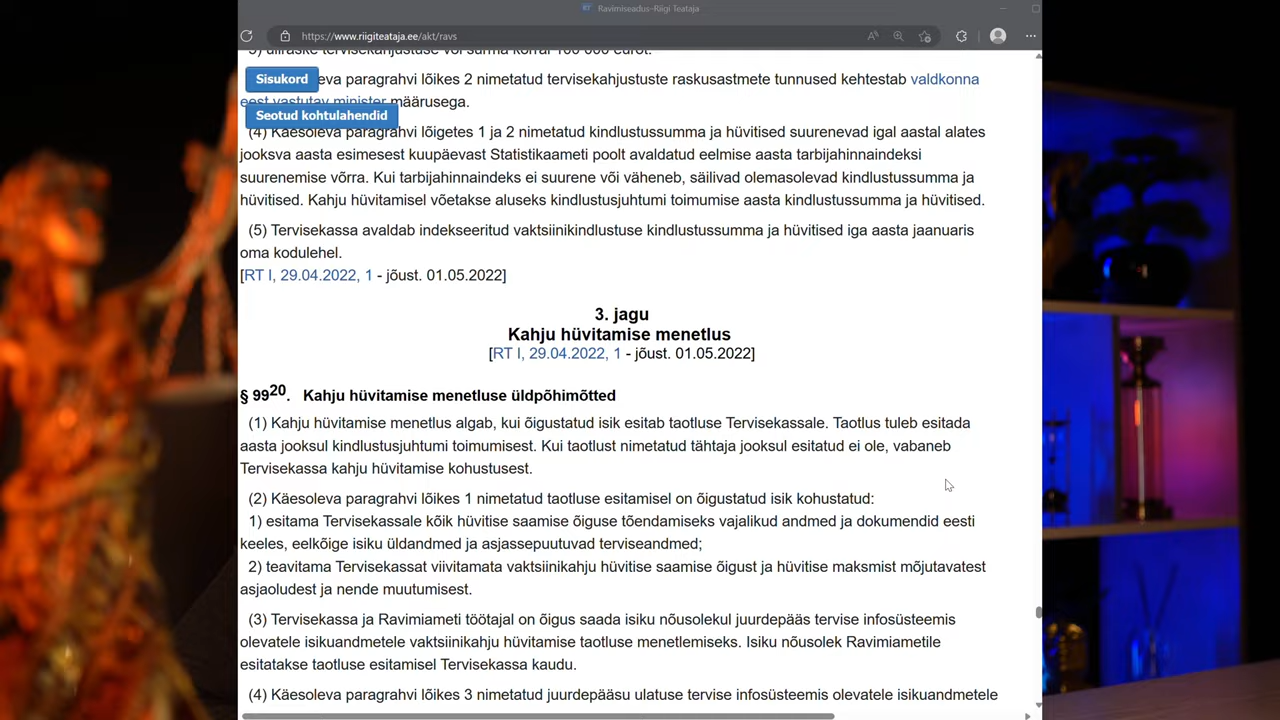 Ravimiseadus–Riigi Teataja
https://www.riigiteataja.ee/akt/ravs
3) üliraske tervisekahjustuse või surma korral 100 000 eurot.
Sisukord
eva paragrahvi lõikes 2 nimetatud tervisekahjustuste raskusastmete tunnused kehtestab valdkonna
eest vastutav minister määrusega.
Seotud kohtulahendid
(4) Käesoleva paragrahvi lõigetes 1 ja 2 nimetatud kindlustussumma ja hüvitised suurenevad igal aastal alates
jooksva aasta esimesest kuupäevast Statistikaameti poolt avaldatud eelmise aasta tarbijahinnaindeksi
suurenemise võrra. Kui tarbijahinnaindeks ei suurene või väheneb, säilivad olemasolevad kindlustussumma ja
hüvitised. Kahju hüvitamisel võetakse aluseks kindlustusjuhtumi toimumise aasta kindlustussumma ja hüvitised.
(5) Tervisekassa avaldab indekseeritud vaktsiinikindlustuse kindlustussumma ja hüvitised iga aasta jaanuaris
oma kodulehel.
[RT I, 29.04.2022, 1 - jõust. 01.05.2022]
3. jagu
Kahju hüvitamise menetlus
[RT I, 29.04.2022, 1 - jõust. 01.05.2022]
§ 99²⁰. Kahju hüvitamise menetluse üldpõhimõtted
(1) Kahju hüvitamise menetlus algab, kui õigustatud isik esitab taotluse Tervisekassale. Taotlus tuleb esitada
aasta jooksul kindlustusjuhtumi toimumisest. Kui taotlust nimetatud tähtaja jooksul esitatud ei ole, vabaneb
Tervisekassa kahju hüvitamise kohustusest.
(2) Käesoleva paragrahvi lõikes 1 nimetatud taotluse esitamisel on õigustatud isik kohustatud:
1) esitama Tervisekassale kõik hüvitise saamise õiguse tõendamiseks vajalikud andmed ja dokumendid eesti
keeles, eelkõige isiku üldandmed ja asjassepuutuvad terviseandmed;
2) teavitama Tervisekassat viivitamata vaktsiinikahju hüvitise saamise õigust ja hüvitise maksmist mõjutavatest
asjaoludest ja nende muutumisest.
(3) Tervisekassa ja Ravimiameti töötajal on õigus saada isiku nõusolekul juurdepääs tervise infosüsteemis
olevatele isikuandmetele vaktsiinikahju hüvitamise taotluse menetlemiseks. Isiku nõusolek Ravimiametile
esitatakse taotluse esitamisel Tervisekassa kaudu.
(4) Käesoleva paragrahvi lõikes 3 nimetatud juurdepääsu ulatuse tervise infosüsteemis olevatele isikuandmetele